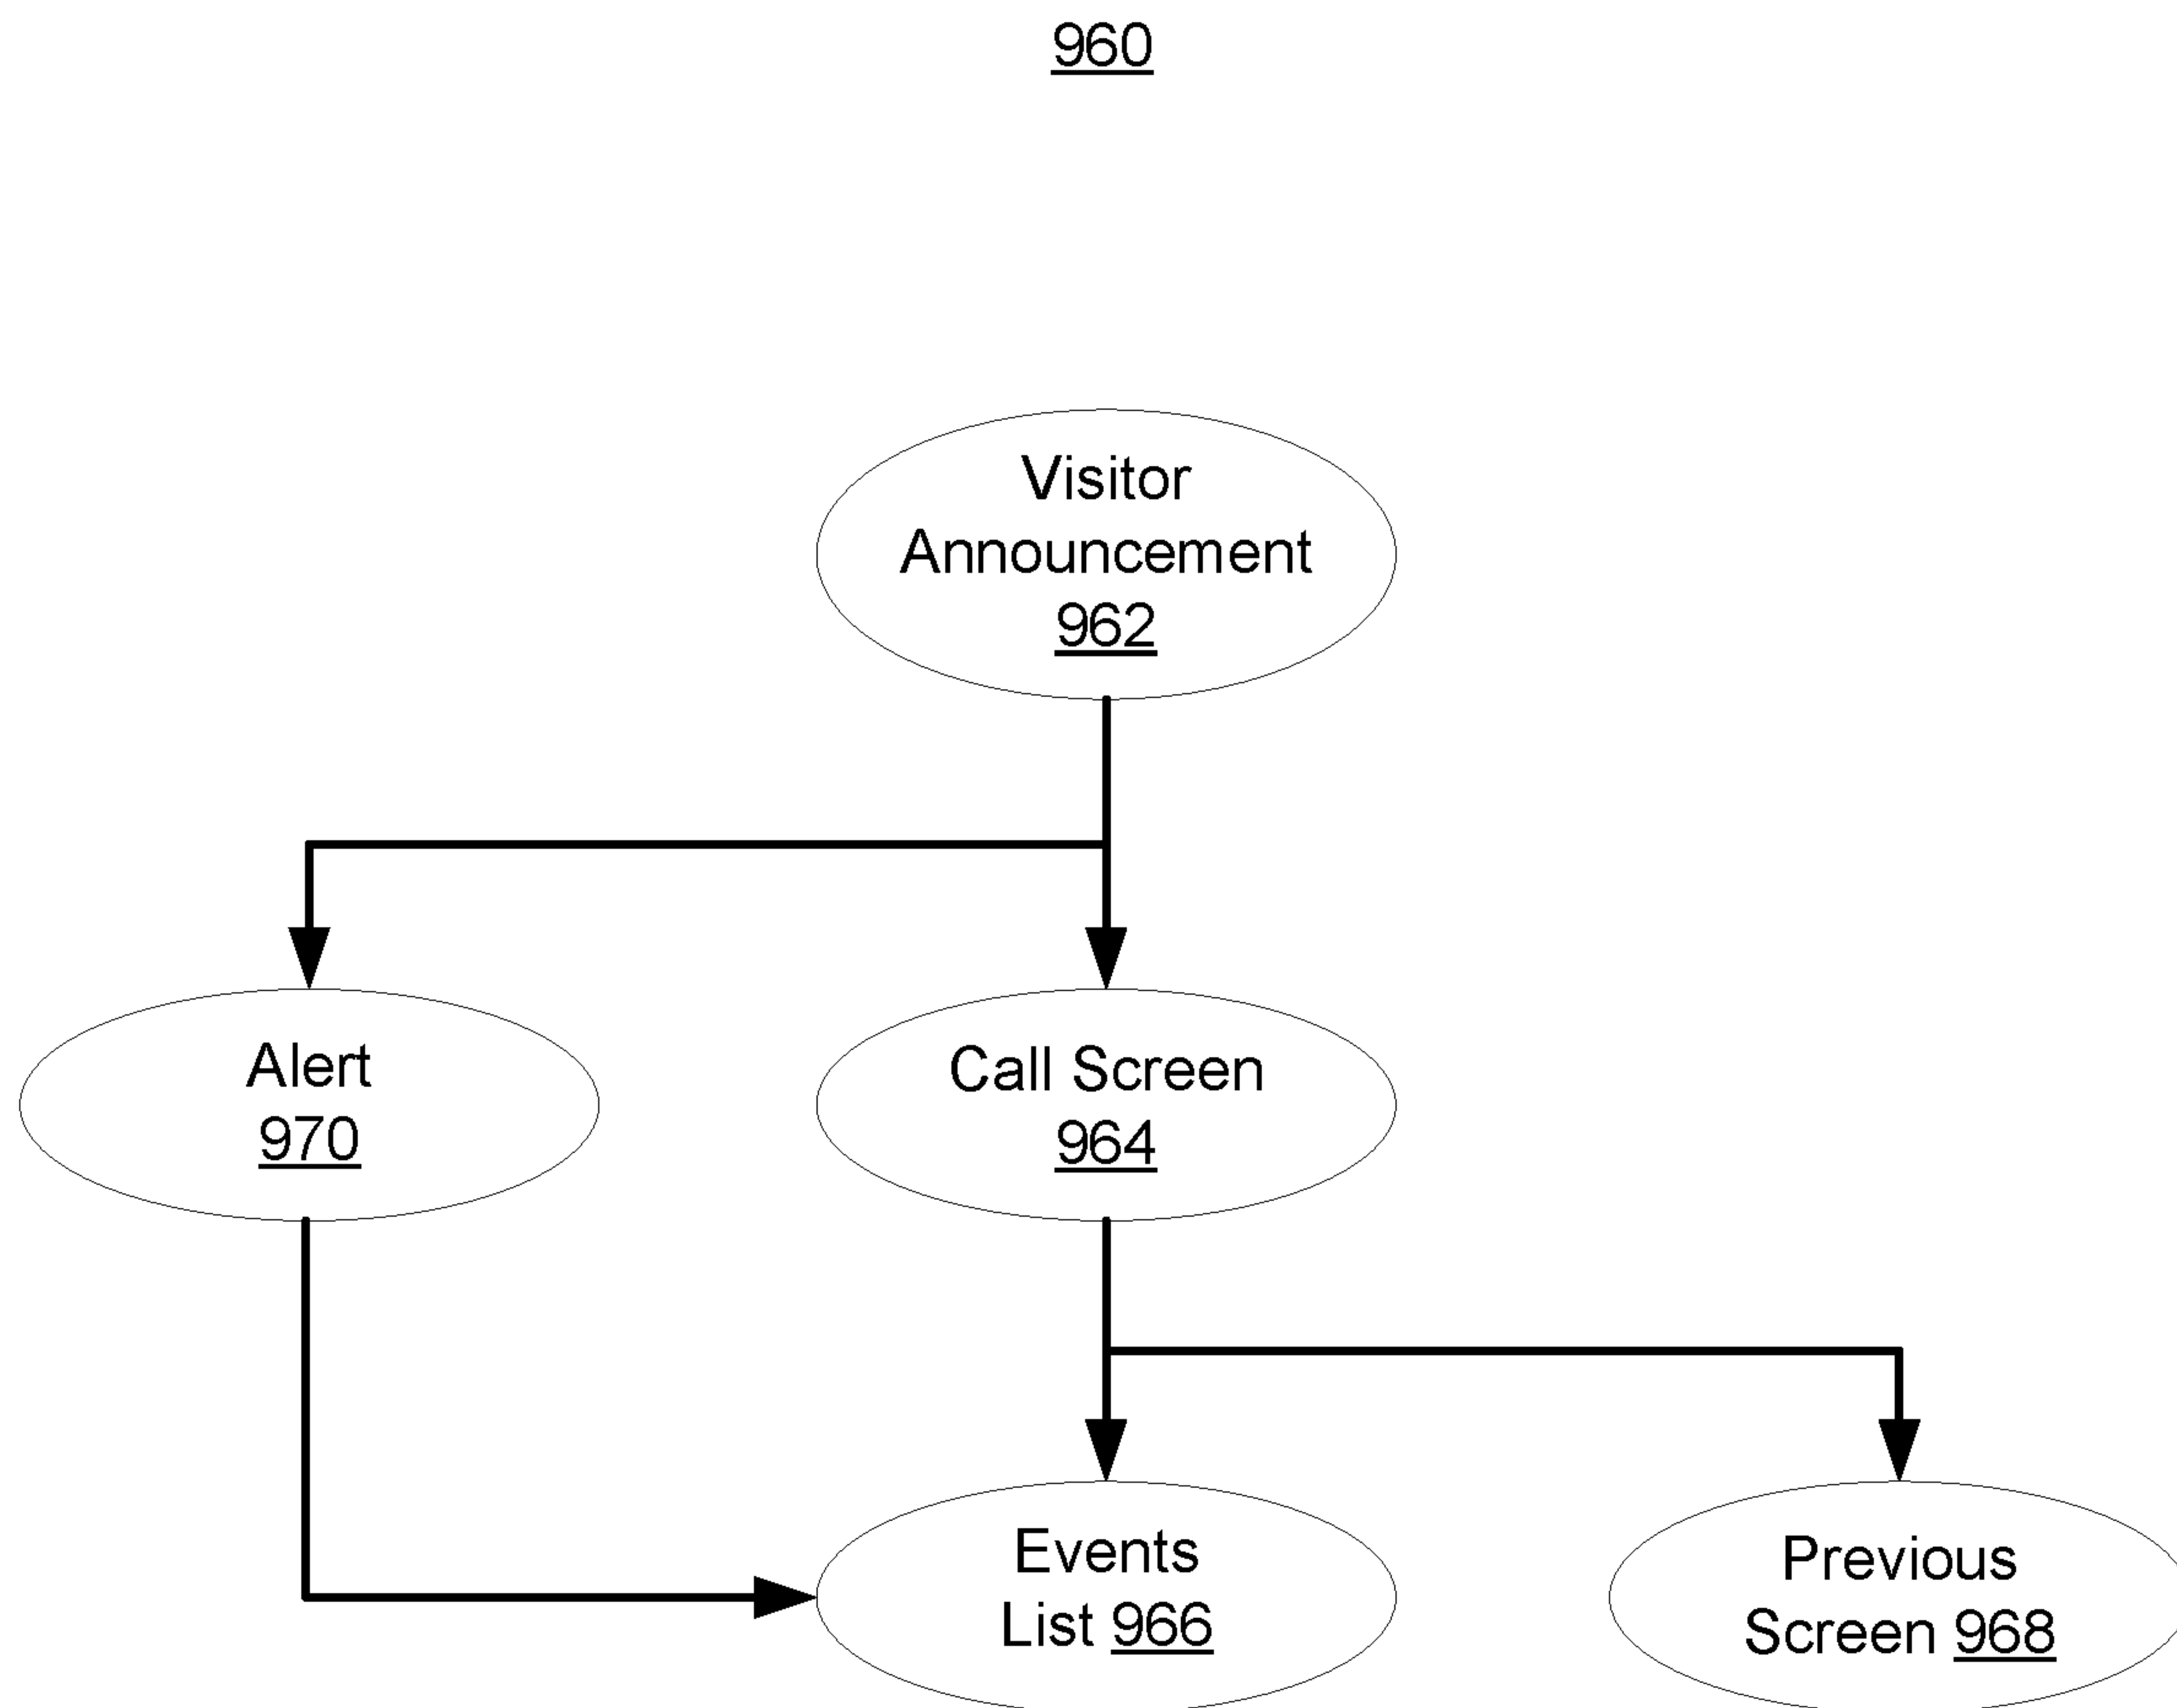 960
Visitor
Announcement
962
Alert
970
Call Screen
964
Events
List 966
Previous
Screen 968